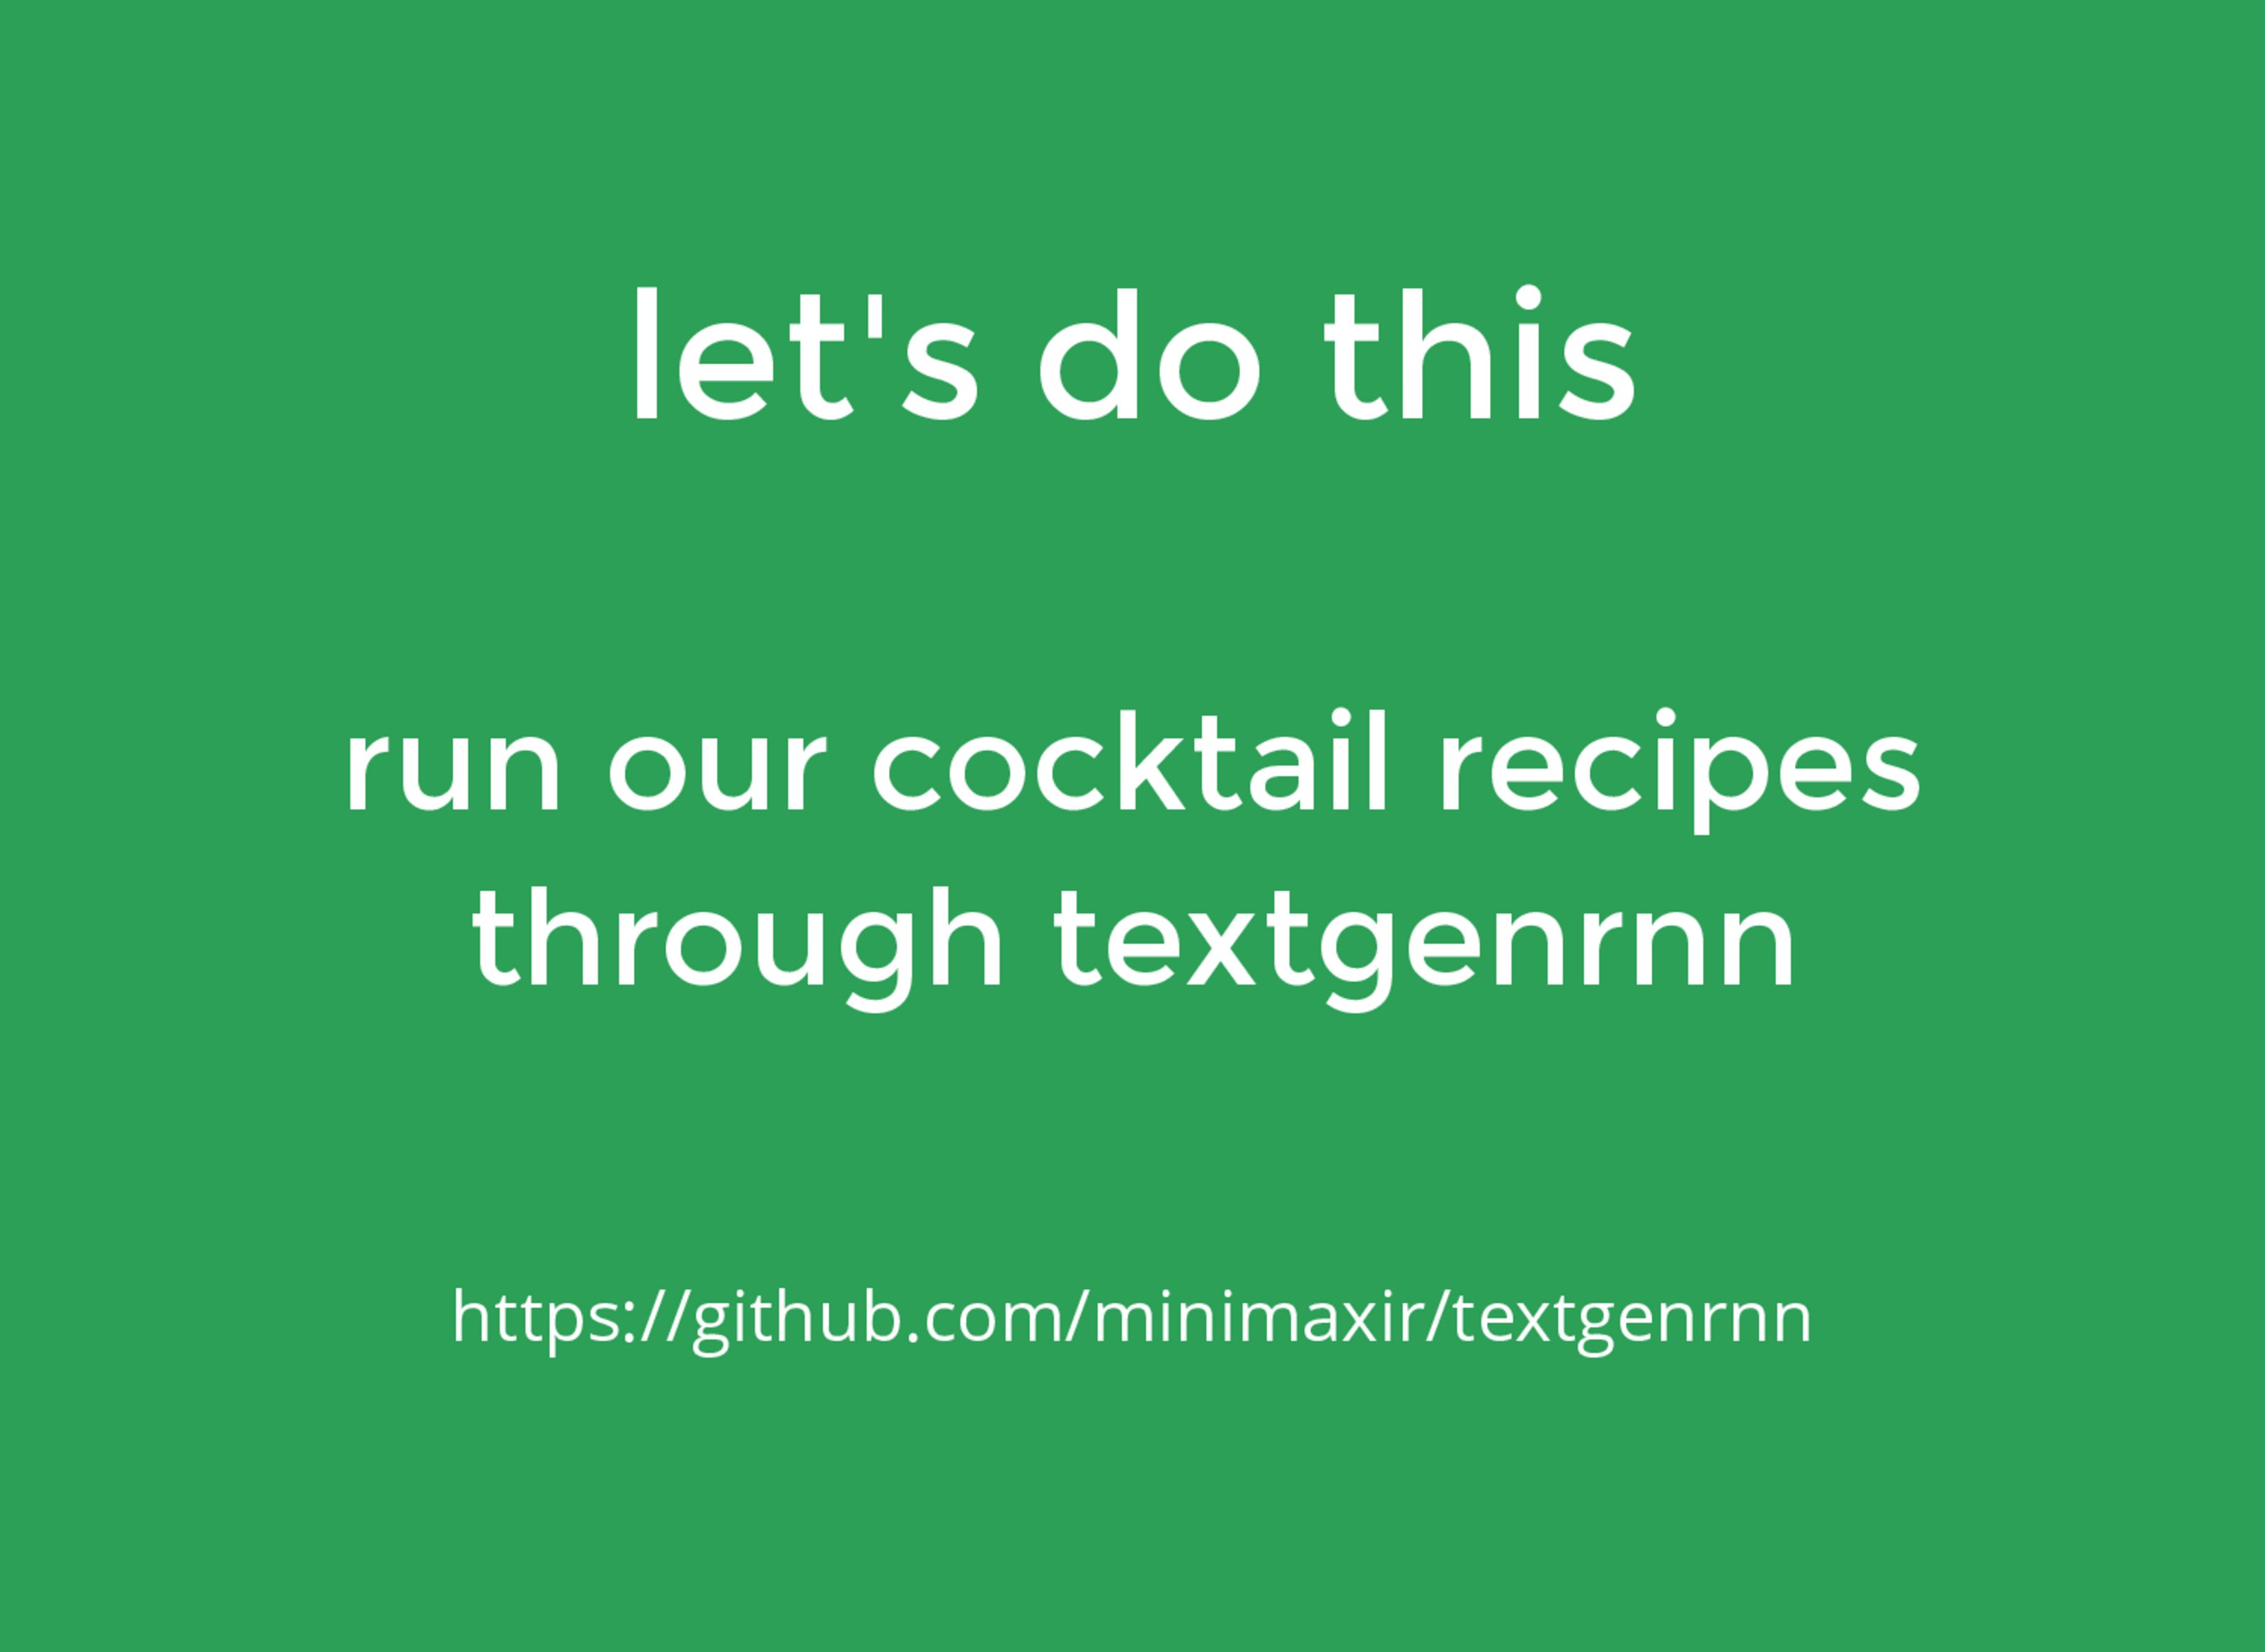 let's do this
run our cocktail recipes
through textgenrnn
https://github.com/minimaxir/textgenrnn